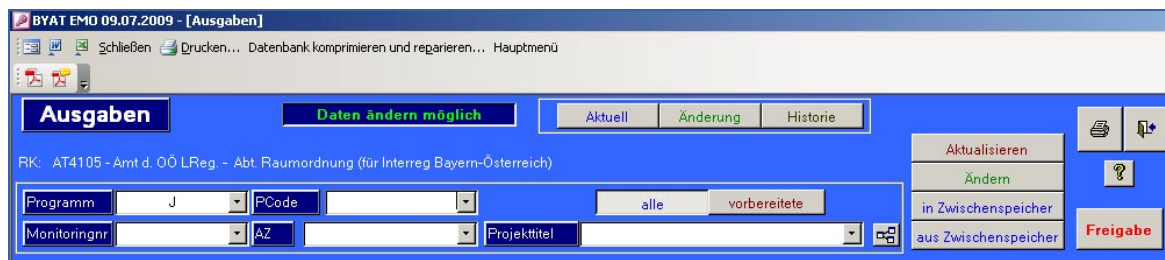 BYAT EMO 09.07.2009 - [Ausgaben]
Schließen Drucken... Datenbank komprimieren und reparieren... Hauptmenü
Ausgaben Daten ändern möglich Aktuell Änderung Historie
RK: AT4105 - Amt d. OÖ LReg. - Abt. Raumordnung (für Interreg Bayern-Österreich)
Aktualisieren
Ändern
?
Programm J PCode alle vorbereitete in Zwischenspeicher
Monitoringnr AZ Projekttitel aus Zwischenspeicher Freigabe